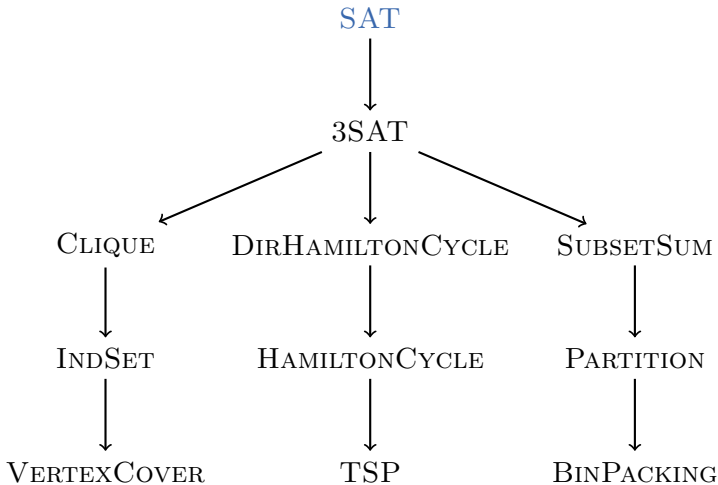 SAT
3SAT
Clique DirHamiltonCycle SubsetSum
IndSet HamiltonCycle Partition
VertexCover TSP BinPacking